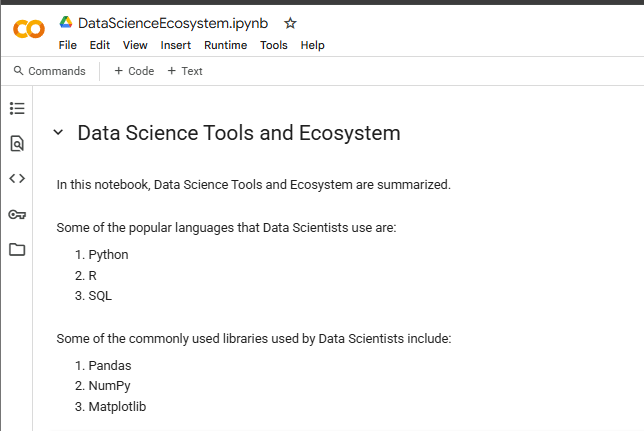 DataScienceEcosystem.ipynb
File Edit View Insert Runtime Tools Help
Commands + Code + Text
Data Science Tools and Ecosystem
In this notebook, Data Science Tools and Ecosystem are summarized.
Some of the popular languages that Data Scientists use are:
1. Python
2. R
3. SQL
Some of the commonly used libraries used by Data Scientists include:
1. Pandas
2. NumPy
3. Matplotlib